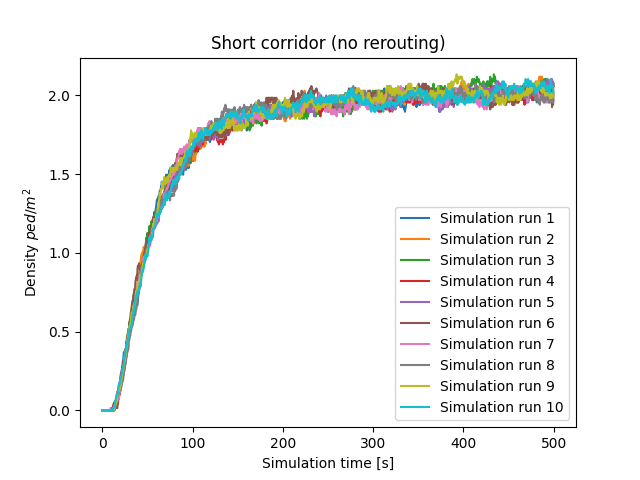 Short corridor (no rerouting)
Density ped/m²
2.0
1.5
1.0
0.5
0.0
Simulation run 1
Simulation run 2
Simulation run 3
Simulation run 4
Simulation run 5
Simulation run 6
Simulation run 7
Simulation run 8
Simulation run 9
Simulation run 10
0 100 200 300 400 500
Simulation time [s]